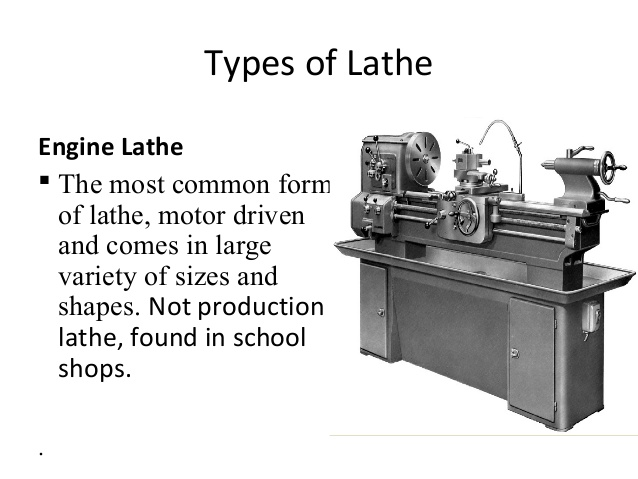 Types of Lathe
Engine Lathe
▪ The most common form
of lathe, motor driven
and comes in large
variety of sizes and
shapes. Not production
lathe, found in school
shops.
.